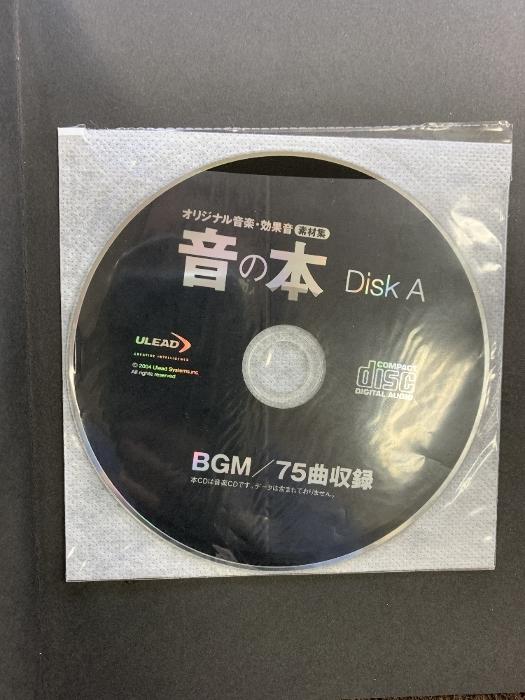 オリジナル音楽・効果音 素材集
音の本 Disk A
ULEAD
CREATIVE INTELLIGENCE
© 2004 Ulead Systems,inc.
All rights reserved
COMPACT
disc
DIGITAL AUDIO
BGM／75曲収録
本CDは音楽CDです。データは含まれておりません。